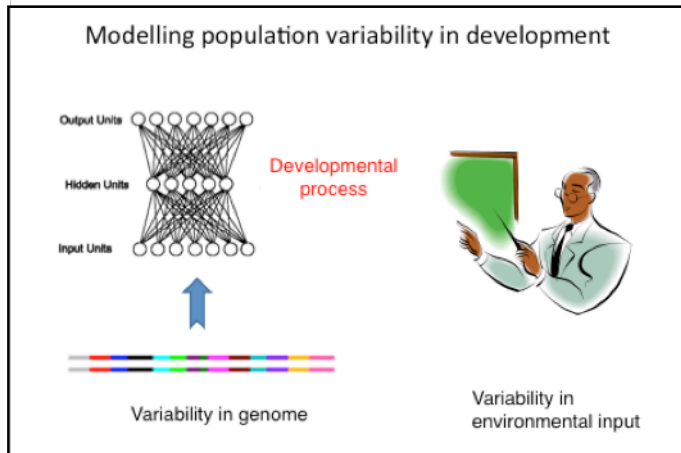 Modelling population variability in development
Output Units
Hidden Units
Developmental
process
Input Units
Variability in genome
Variability in
environmental input